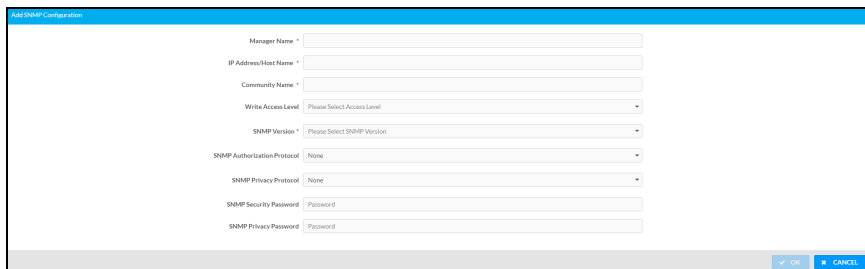 Add SNMP Configuration
Manager Name *
IP Address/Host Name *
Community Name *
Write Access Level Please Select Access Level
SNMP Version * Please Select SNMP Version
SNMP Authorization Protocol None
SNMP Privacy Protocol None
SNMP Security Password Password
SNMP Privacy Password Password
OK CANCEL